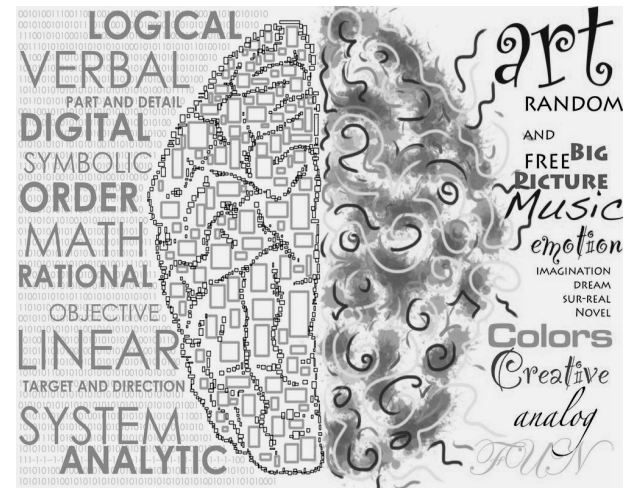 LOGICAL
VERBAL
PART AND DETAIL
DIGITAL
SYMBOLIC
ORDER
MATH
RATIONAL
OBJECTIVE
LINEAR
TARGET AND DIRECTION
SYSTEM
ANALYTIC
art
RANDOM
AND
FREE BIG
PICTURE
Music
emotion
IMAGINATION
DREAM
SUR-REAL
NOVEL
Colors
Creative
analog
FUN